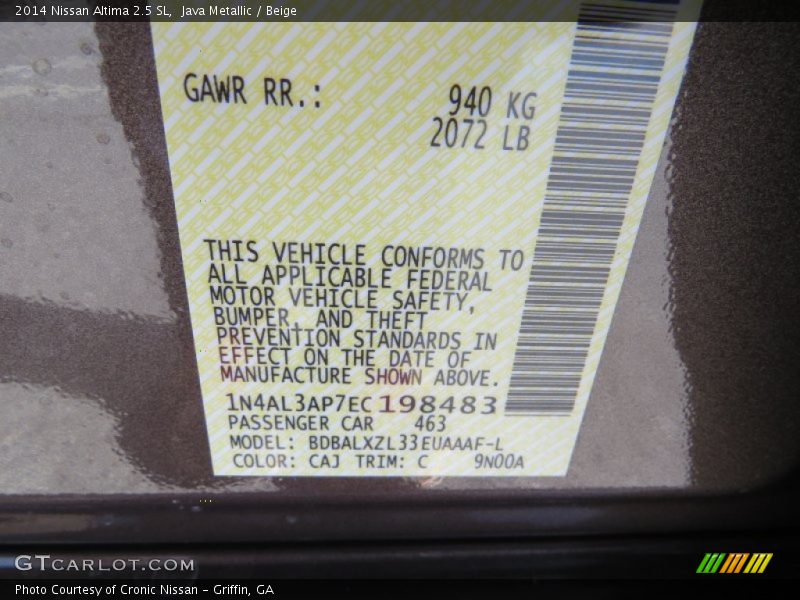 2014 Nissan Altima 2.5 SL, Java Metallic / Beige
GAWR RR.: 940 KG
2072 LB
THIS VEHICLE CONFORMS TO
ALL APPLICABLE FEDERAL
MOTOR VEHICLE SAFETY,
BUMPER, AND THEFT
PREVENTION STANDARDS IN
EFFECT ON THE DATE OF
MANUFACTURE SHOWN ABOVE.
1N4AL3AP7EC198483
PASSENGER CAR 463
MODEL: BDBALXZL33EUAAAF-L
COLOR: CAJ TRIM: C 9N00A
GTCARLOT.COM
Photo Courtesy of Cronic Nissan - Griffin, GA